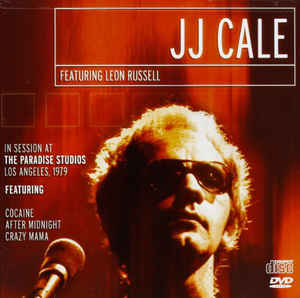 JJ CALE
FEATURING LEON RUSSELL
IN SESSION AT
THE PARADISE STUDIOS
LOS ANGELES, 1979
FEATURING
COCAINE
AFTER MIDNIGHT
CRAZY MAMA
DVD